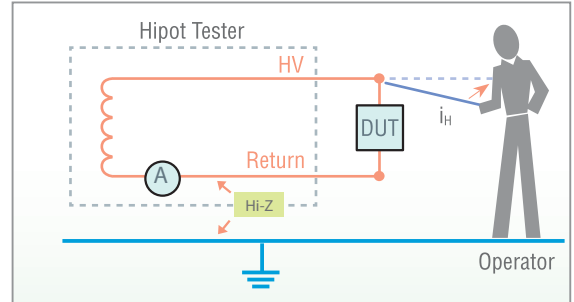 Hipot Tester
HV
iH
DUT
Return
A
Hi-Z
Operator